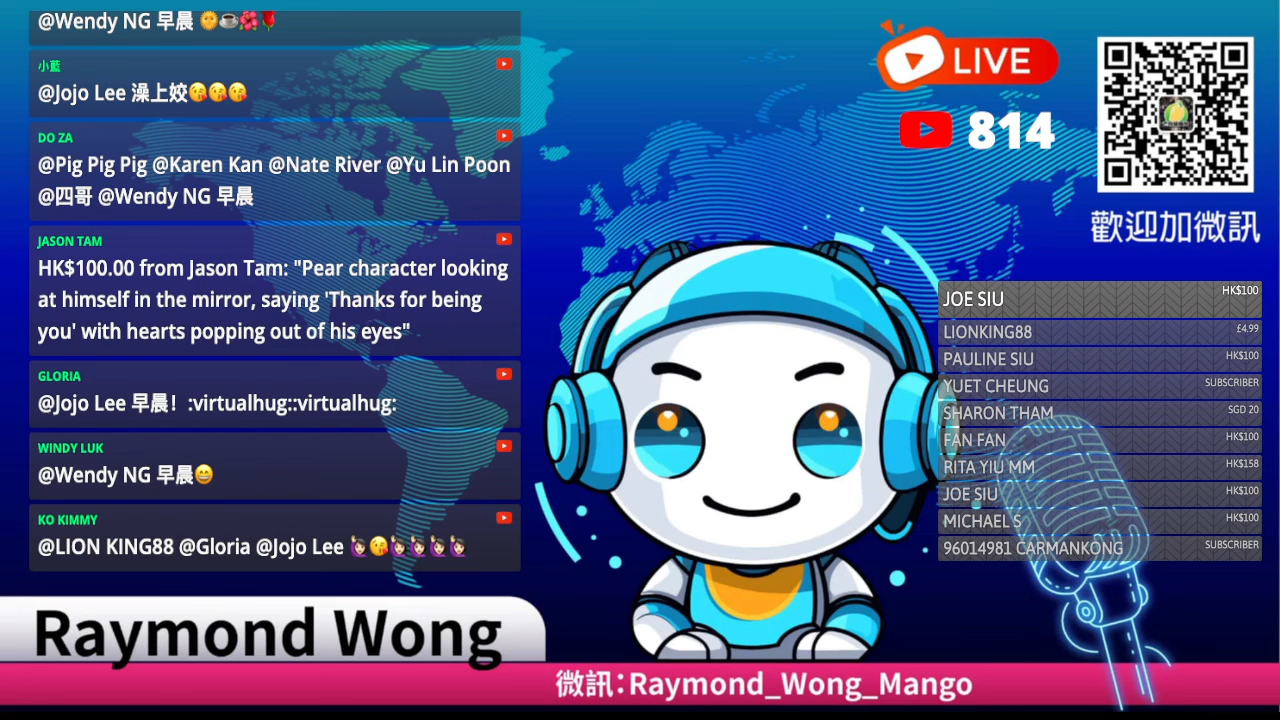 @Wendy NG 早晨 🌞☕🌺🌹
小藍
@Jojo Lee 澡上姣😘😘😘
DO ZA
@Pig Pig Pig @Karen Kan @Nate River @Yu Lin Poon
@四哥 @Wendy NG 早晨
JASON TAM
HK$100.00 from Jason Tam: "Pear character looking
at himself in the mirror, saying 'Thanks for being
you' with hearts popping out of his eyes"
GLORIA
@Jojo Lee 早晨！:virtualhug::virtualhug:
WINDY LUK
@Wendy NG 早晨😁
KO KIMMY
@LION KING88 @Gloria @Jojo Lee 🙋🏻‍♀️😘🙋🏻‍♀️🙋🏻‍♀️🙋🏻‍♀️🙋🏻‍♀️
LIVE
814
歡迎加微訊
JOE SIU HK$100
LIONKING88 £4.99
PAULINE SIU HK$100
YUET CHEUNG SUBSCRIBER
SHARON THAM SGD 20
FAN FAN HK$100
RITA YIU MM HK$158
JOE SIU HK$100
MICHAEL S HK$100
96014981 CARMANKONG SUBSCRIBER
Raymond Wong
微訊：Raymond_Wong_Mango